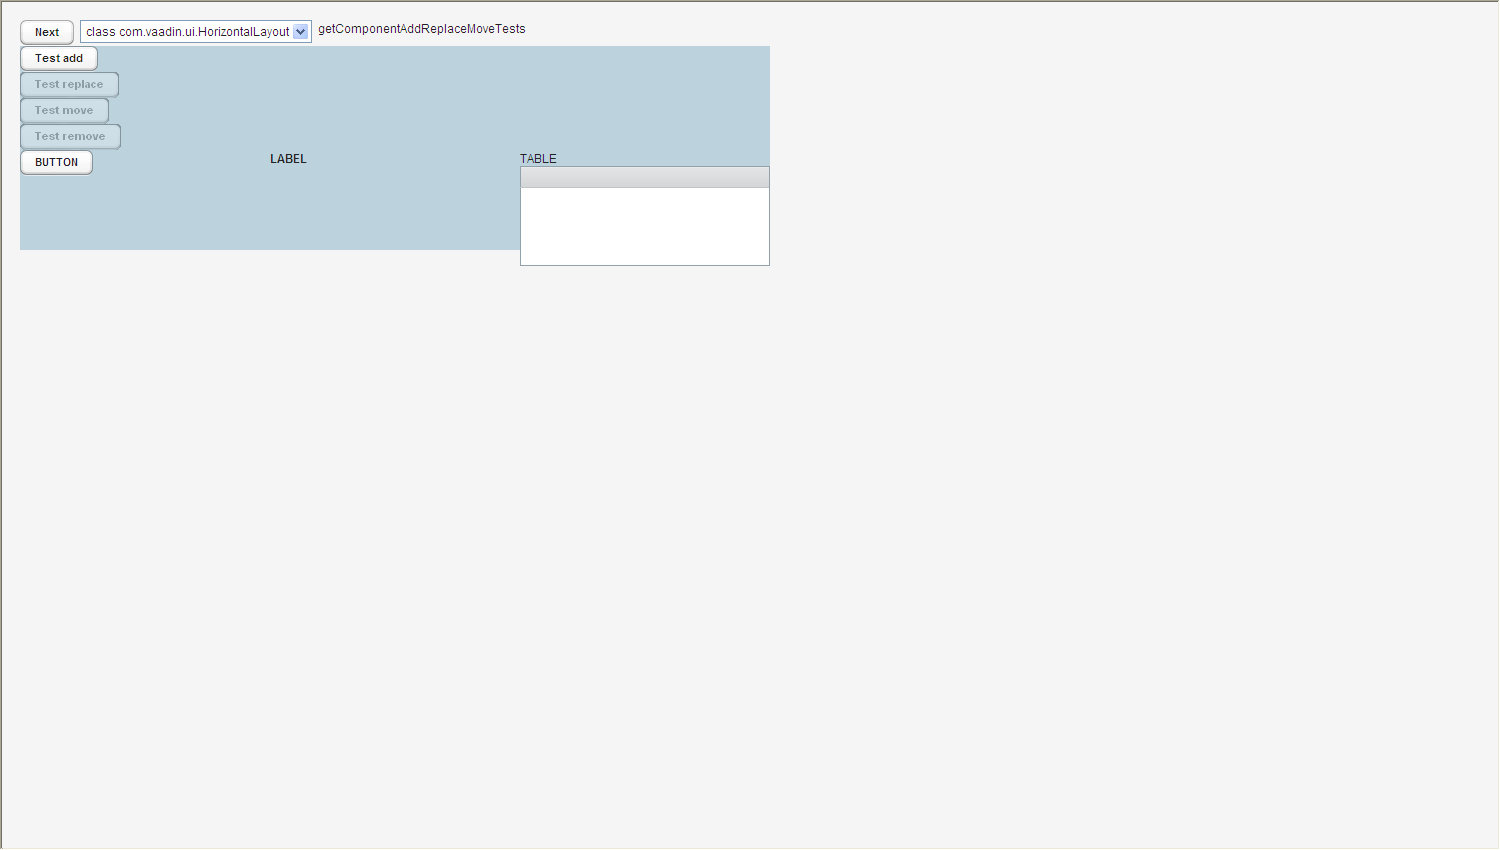 Next class com.vaadin.ui.HorizontalLayout getComponentAddReplaceMoveTests
Test add
Test replace
Test move
Test remove
BUTTON LABEL TABLE